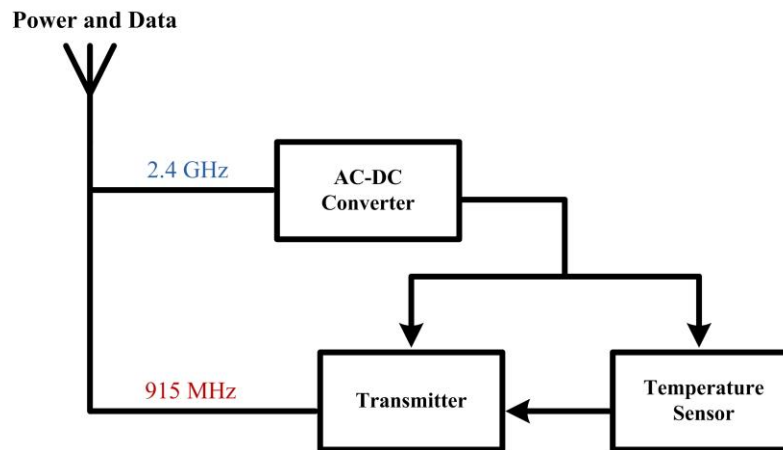 Power and Data
2.4 GHz
AC-DC
Converter
915 MHz
Transmitter
Temperature
Sensor